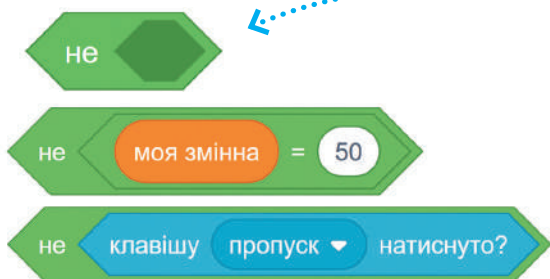 не
не моя змінна = 50
не клавішу пропуск натиснуто?